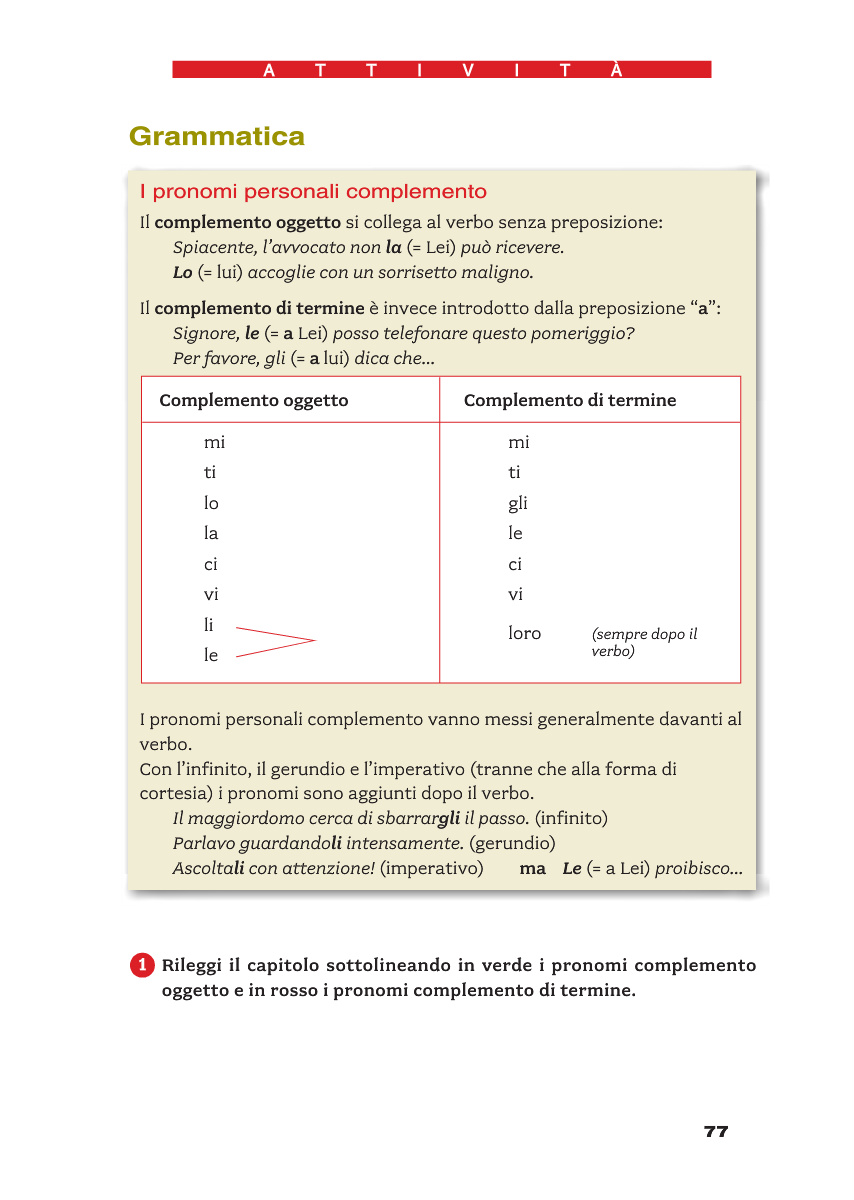 ATTIVITÀ
Grammatica
I pronomi personali complemento
Il complemento oggetto si collega al verbo senza preposizione:
Spiacente, l’avvocato non la (= Lei) può ricevere.
Lo (= lui) accoglie con un sorrisetto maligno.
Il complemento di termine è invece introdotto dalla preposizione “a”:
Signore, le (= a Lei) posso telefonare questo pomeriggio?
Per favore, gli (= a lui) dica che...
Complemento oggetto
Complemento di termine
mi
mi
ti
ti
lo
gli
la
le
ci
ci
vi
vi
li
le
loro
(sempre dopo il
verbo)
I pronomi personali complemento vanno messi generalmente davanti al
verbo.
Con l’infinito, il gerundio e l’imperativo (tranne che alla forma di
cortesia) i pronomi sono aggiunti dopo il verbo.
Il maggiordomo cerca di sbarrargli il passo. (infinito)
Parlavo guardandoli intensamente. (gerundio)
Ascoltali con attenzione! (imperativo) ma Le (= a Lei) proibisco...
1 Rileggi il capitolo sottolineando in verde i pronomi complemento
oggetto e in rosso i pronomi complemento di termine.
77